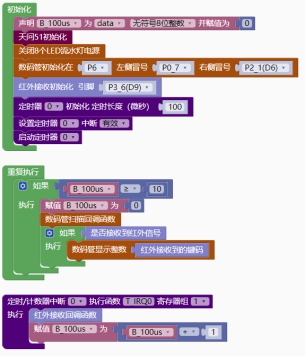 初始化
声明 B_100us 为 data 无符号8位整数 并赋值为 0
天问51初始化
关闭8个LED流水灯电源
数码管初始化在 P6 左侧冒号 P0_7 右侧冒号 P2_1(D6)
红外接收初始化 引脚 P3_6(D9)
定时器 0 初始化 定时长度（微秒） 100
设置定时器 0 中断 有效
启动定时器 0
重复执行
如果 B_100us ≥ 10
执行 赋值 B_100us 为 0
数码管扫描回调函数
如果 是否接收到红外信号
执行 数码管显示整数 红外接收到的键码
定时/计数器中断 0 执行函数 T_IRQ0 寄存器组 1
执行 红外接收回调函数
赋值 B_100us 为 B_100us + 1